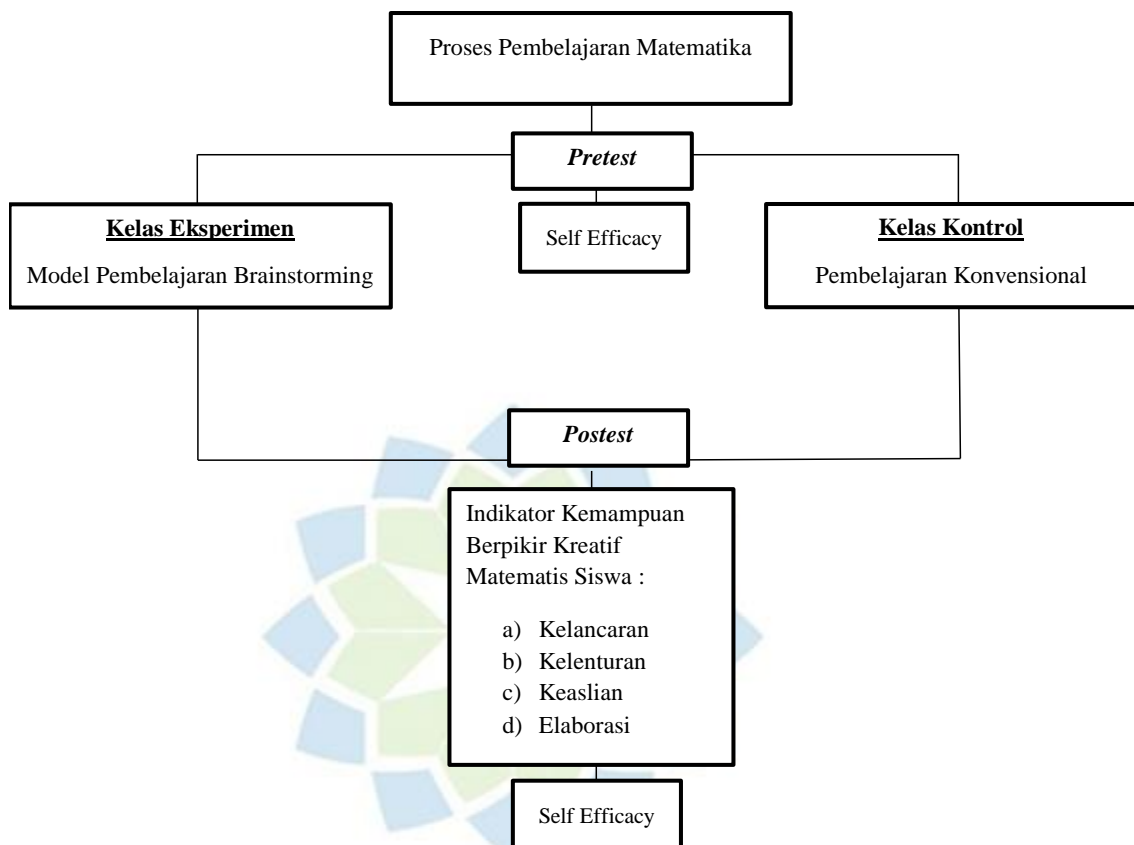 Proses Pembelajaran Matematika
Pretest
Kelas Eksperimen
Model Pembelajaran Brainstorming
Self Efficacy
Kelas Kontrol
Pembelajaran Konvensional
Postest
Indikator Kemampuan
Berpikir Kreatif
Matematis Siswa :
a) Kelancaran
b) Kelenturan
c) Keaslian
d) Elaborasi
Self Efficacy